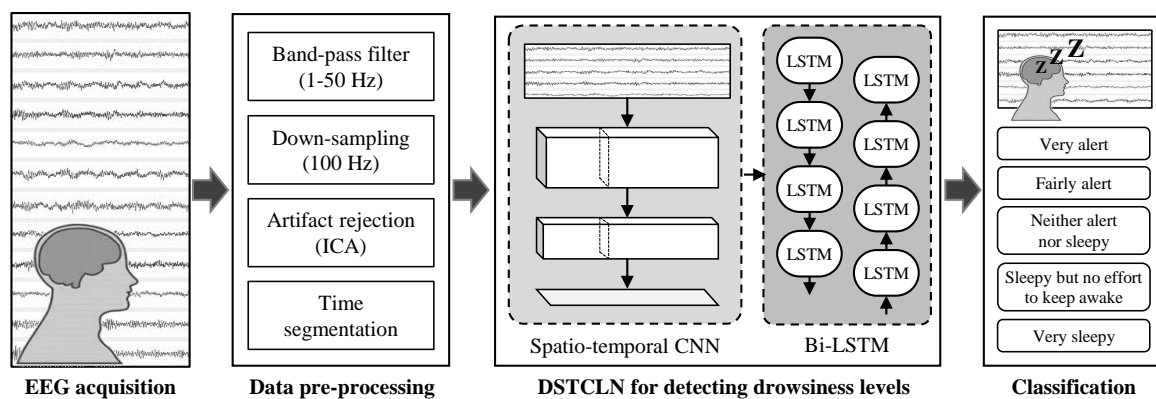 Band-pass filter
(1-50 Hz)
Down-sampling
(100 Hz)
Artifact rejection
(ICA)
Time
segmentation
LSTM
LSTM
LSTM
LSTM
LSTM
LSTM
LSTM
LSTM
Spatio-temporal CNN
Bi-LSTM
z z Z
Very alert
Fairly alert
Neither alert
nor sleepy
Sleepy but no effort
to keep awake
Very sleepy
EEG acquisition
Data pre-processing
DSTCLN for detecting drowsiness levels
Classification